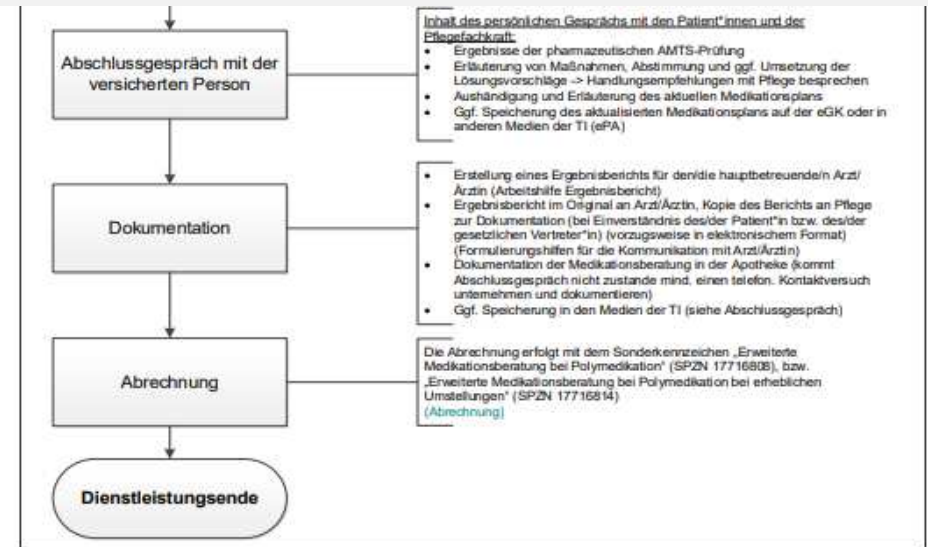 Abschlussgespräch mit der
versicherten Person
Inhalt des persönlichen Gesprächs mit den Patient*innen und der
Pflegefachkraft:
• Ergebnisse der pharmazeutischen AMTS-Prüfung
• Erläuterung von Maßnahmen, Abstimmung und ggf. Umsetzung der
Lösungsvorschläge -> Handlungsempfehlungen mit Pflege besprechen
• Aushändigung und Erläuterung des aktuellen Medikationsplans
• Ggf. Speicherung des aktualisierten Medikationsplans auf der eGK oder in
anderen Medien der TI (ePA)
Dokumentation
• Erstellung eines Ergebnisberichts für den/die hauptbetreuende/n Arzt/
Ärztin (Arbeitshilfe Ergebnisbericht)
• Ergebnisbericht im Original an Arzt/Ärztin, Kopie des Berichts an Pflege
zur Dokumentation (bei Einverständnis des/der Patient*in bzw. des/der
gesetzlichen Vertreter*in) (vorzugsweise in elektronischem Format)
(Formulierungshilfen für die Kommunikation mit Arzt/Ärztin)
• Dokumentation der Medikationsberatung in der Apotheke (kommt
Abschlussgespräch nicht zustande mind. einen telefon. Kontaktversuch
unternehmen und dokumentieren)
• Ggf. Speicherung in den Medien der TI (siehe Abschlussgespräch)
Abrechnung
Die Abrechnung erfolgt mit dem Sonderkennzeichen „Erweiterte
Medikationsberatung bei Polymedikation“ (SPZN 17716808), bzw.
„Erweiterte Medikationsberatung bei Polymedikation bei erheblichen
Umstellungen“ (SPZN 17716814)
(Abrechnung)
Dienstleistungsende